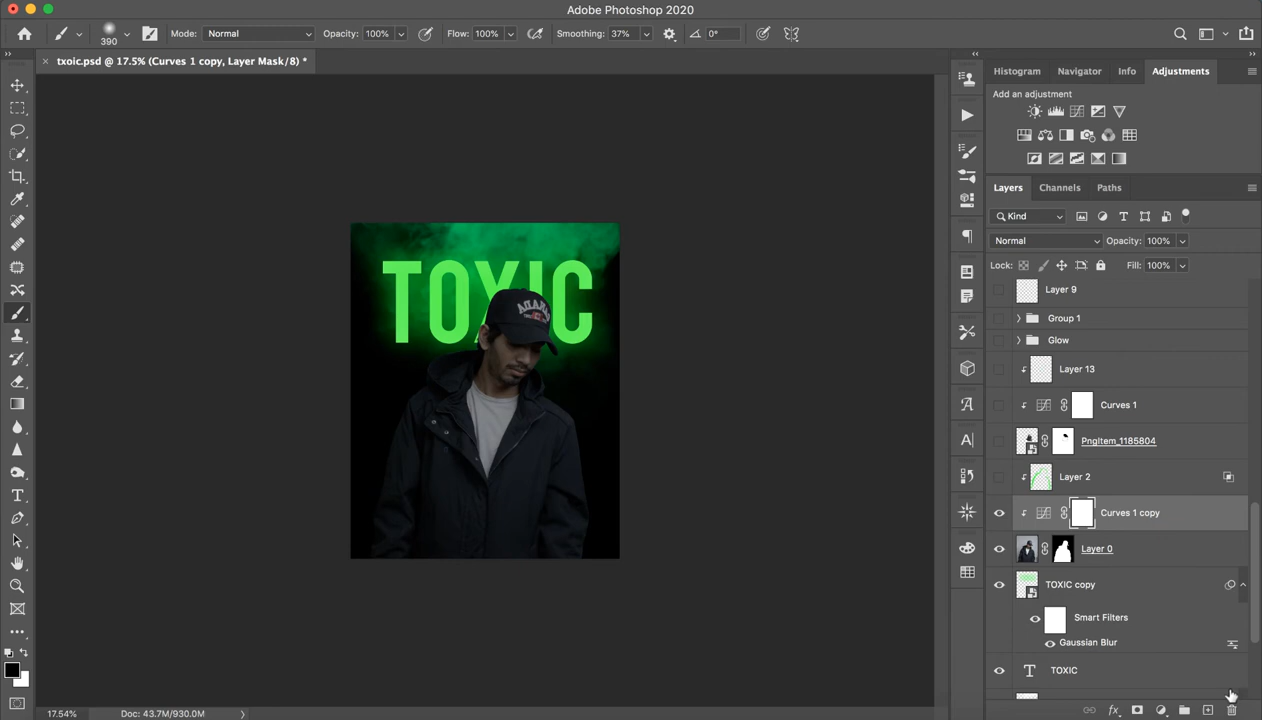 Adobe Photoshop 2020
390
Mode: Normal Opacity: 100% Flow: 100% Smoothing: 37% 0°
txoic.psd @ 17.5% (Curves 1 copy, Layer Mask/8) *
Histogram Navigator Info Adjustments
Add an adjustment
Layers Channels Paths
Kind
Normal Opacity: 100%
Lock: Fill: 100%
Layer 9
Group 1
Glow
Layer 13
Curves 1
PngItem_1185804
Layer 2
Curves 1 copy
Layer 0
TOXIC copy
Smart Filters
Gaussian Blur
TOXIC
TOXIC
17.54% Doc: 43.7M/930.0M